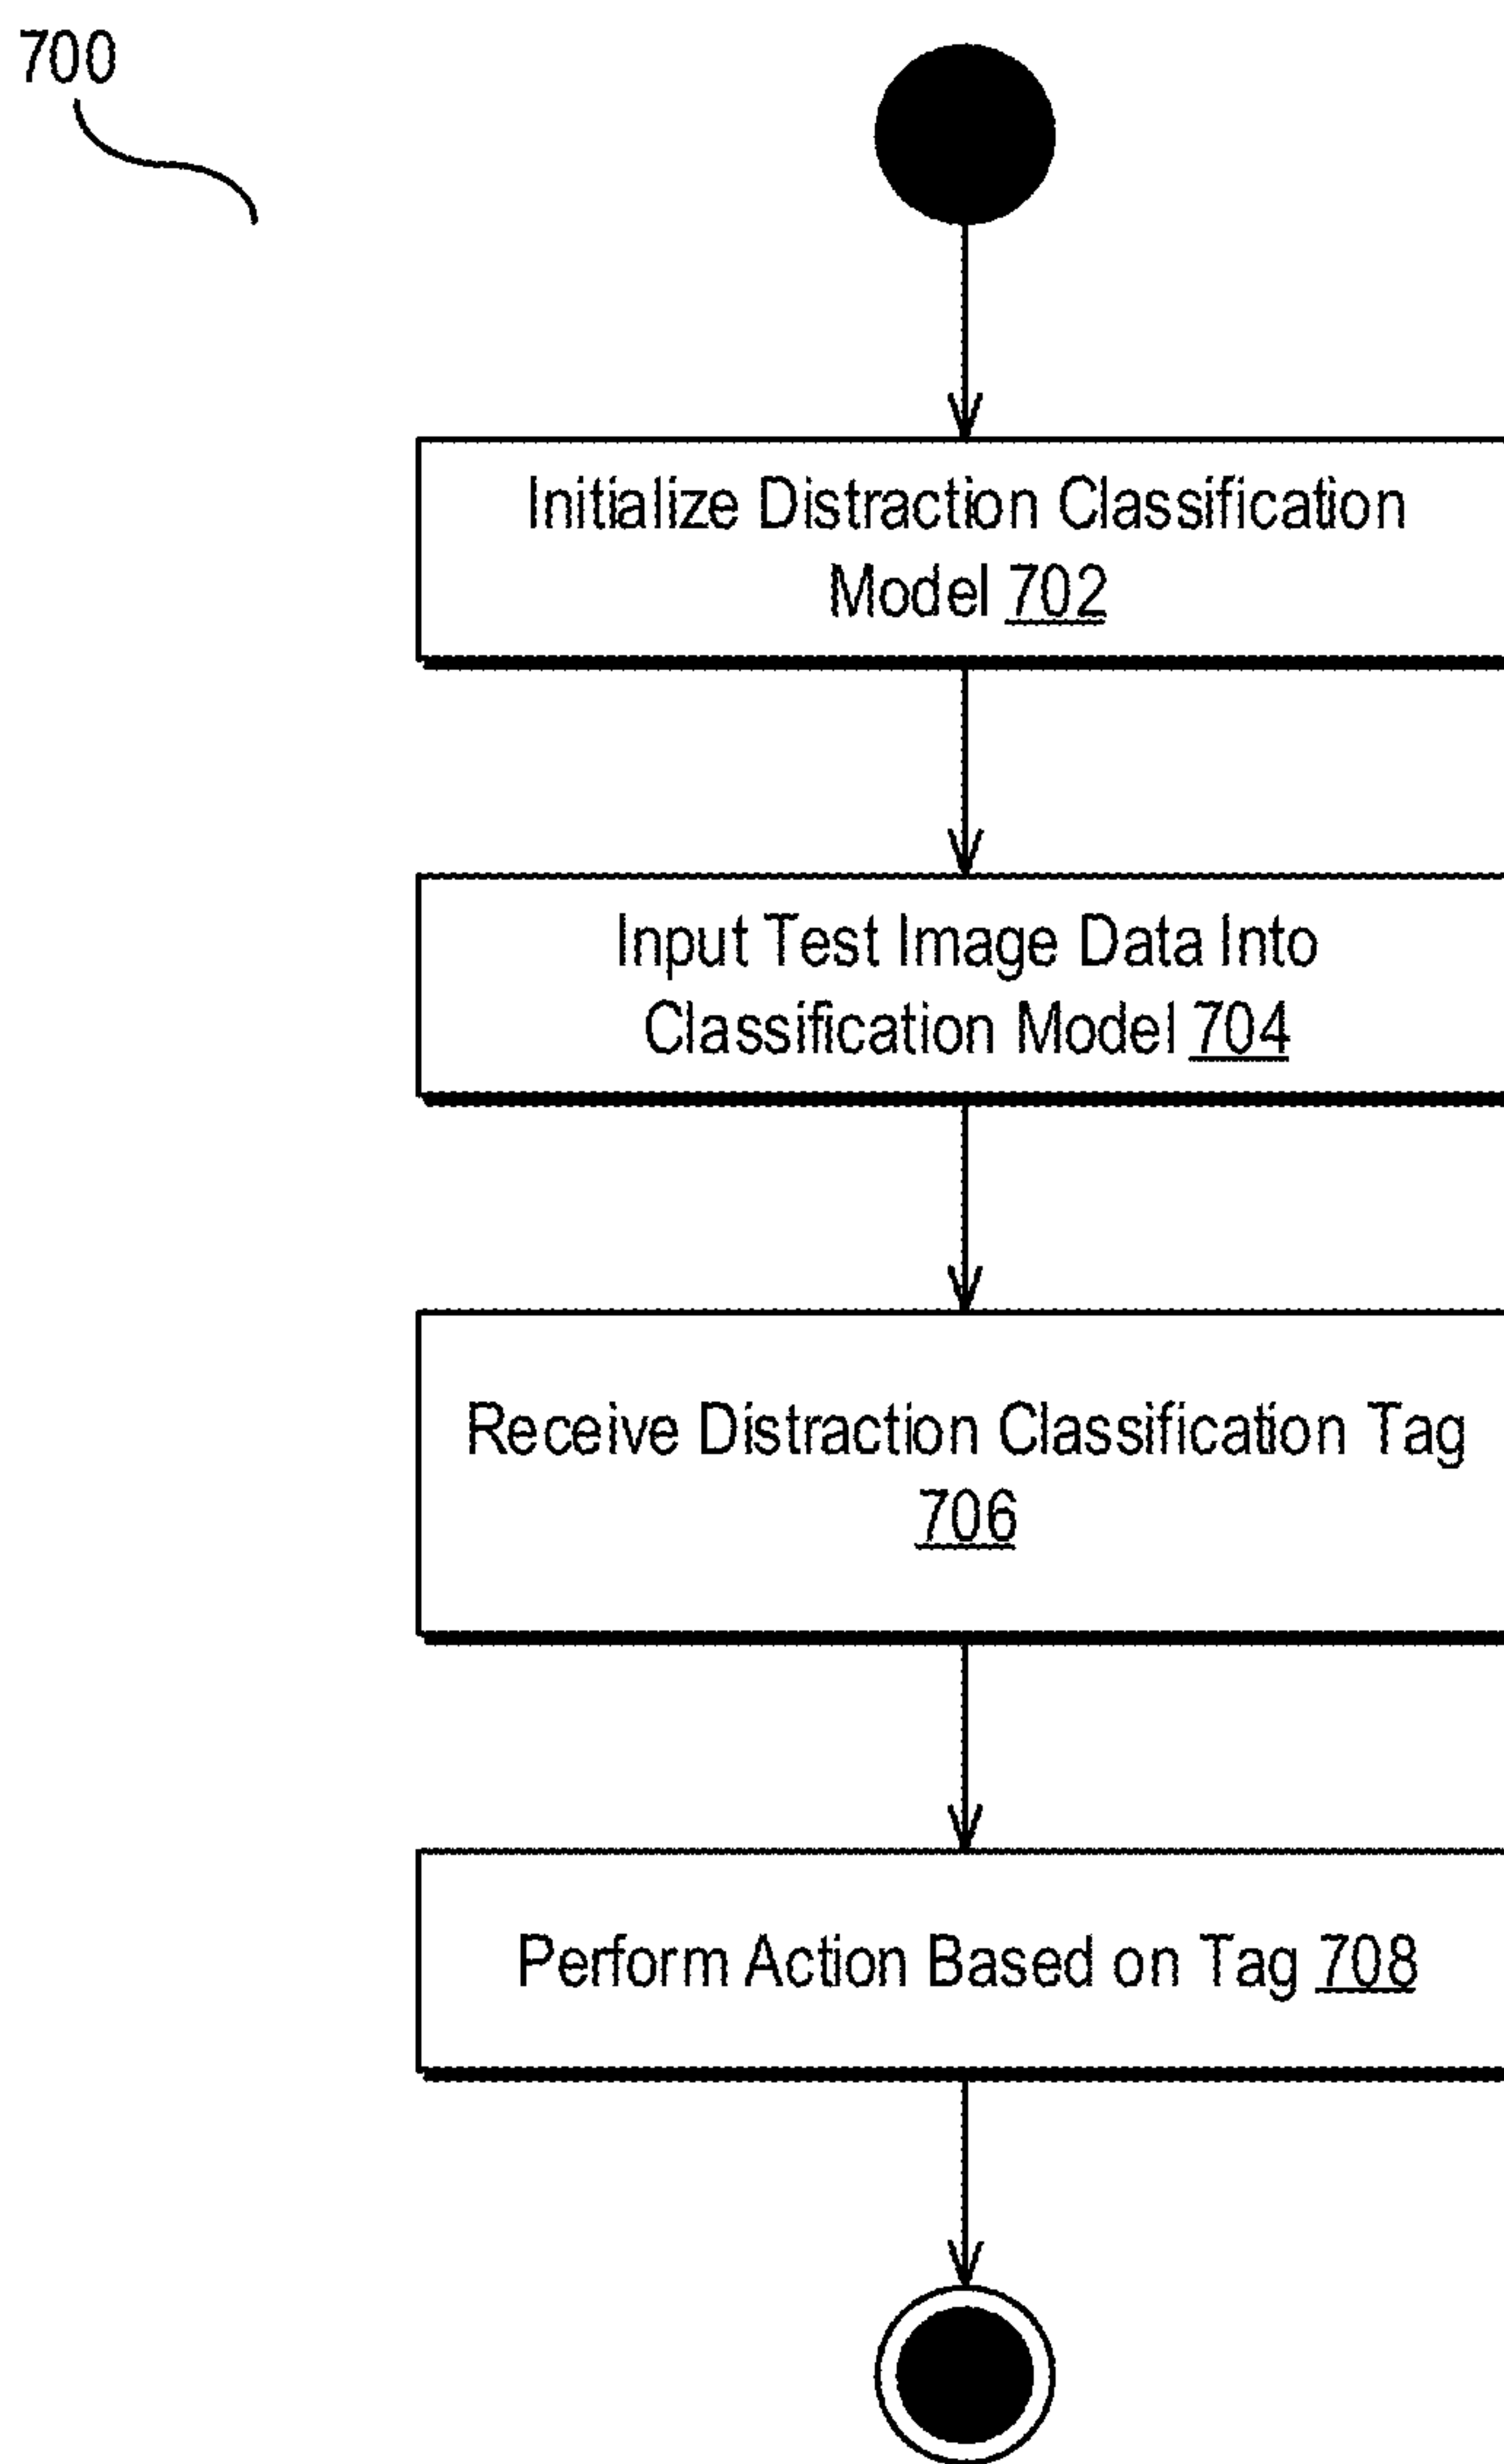 700
Initialize Distraction Classification
Model 702
Input Test Image Data Into
Classification Model 704
Receive Distraction Classification Tag
706
Perform Action Based on Tag 708